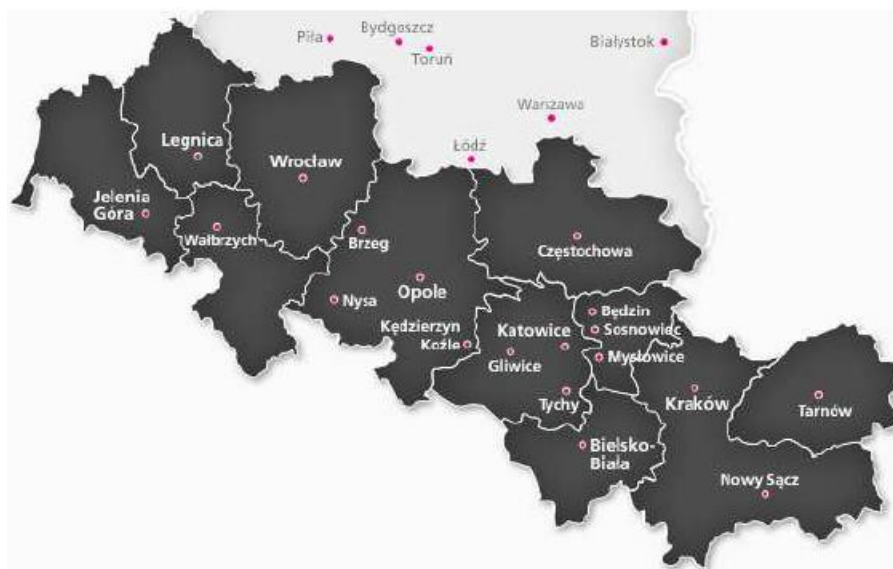 Piła
Bydgoszcz
Toruń
Białystok
Warszawa
Łódź
Legnica
Wrocław
Jelenia
Góra
Wałbrzych
Brzeg
Częstochowa
Opole
Nysa
Kędzierzyn
Koźle
Katowice
Gliwice
Tychy
Będzin
Sosnowiec
Mysłowice
Kraków
Tarnów
Bielsko-
Biała
Nowy Sącz